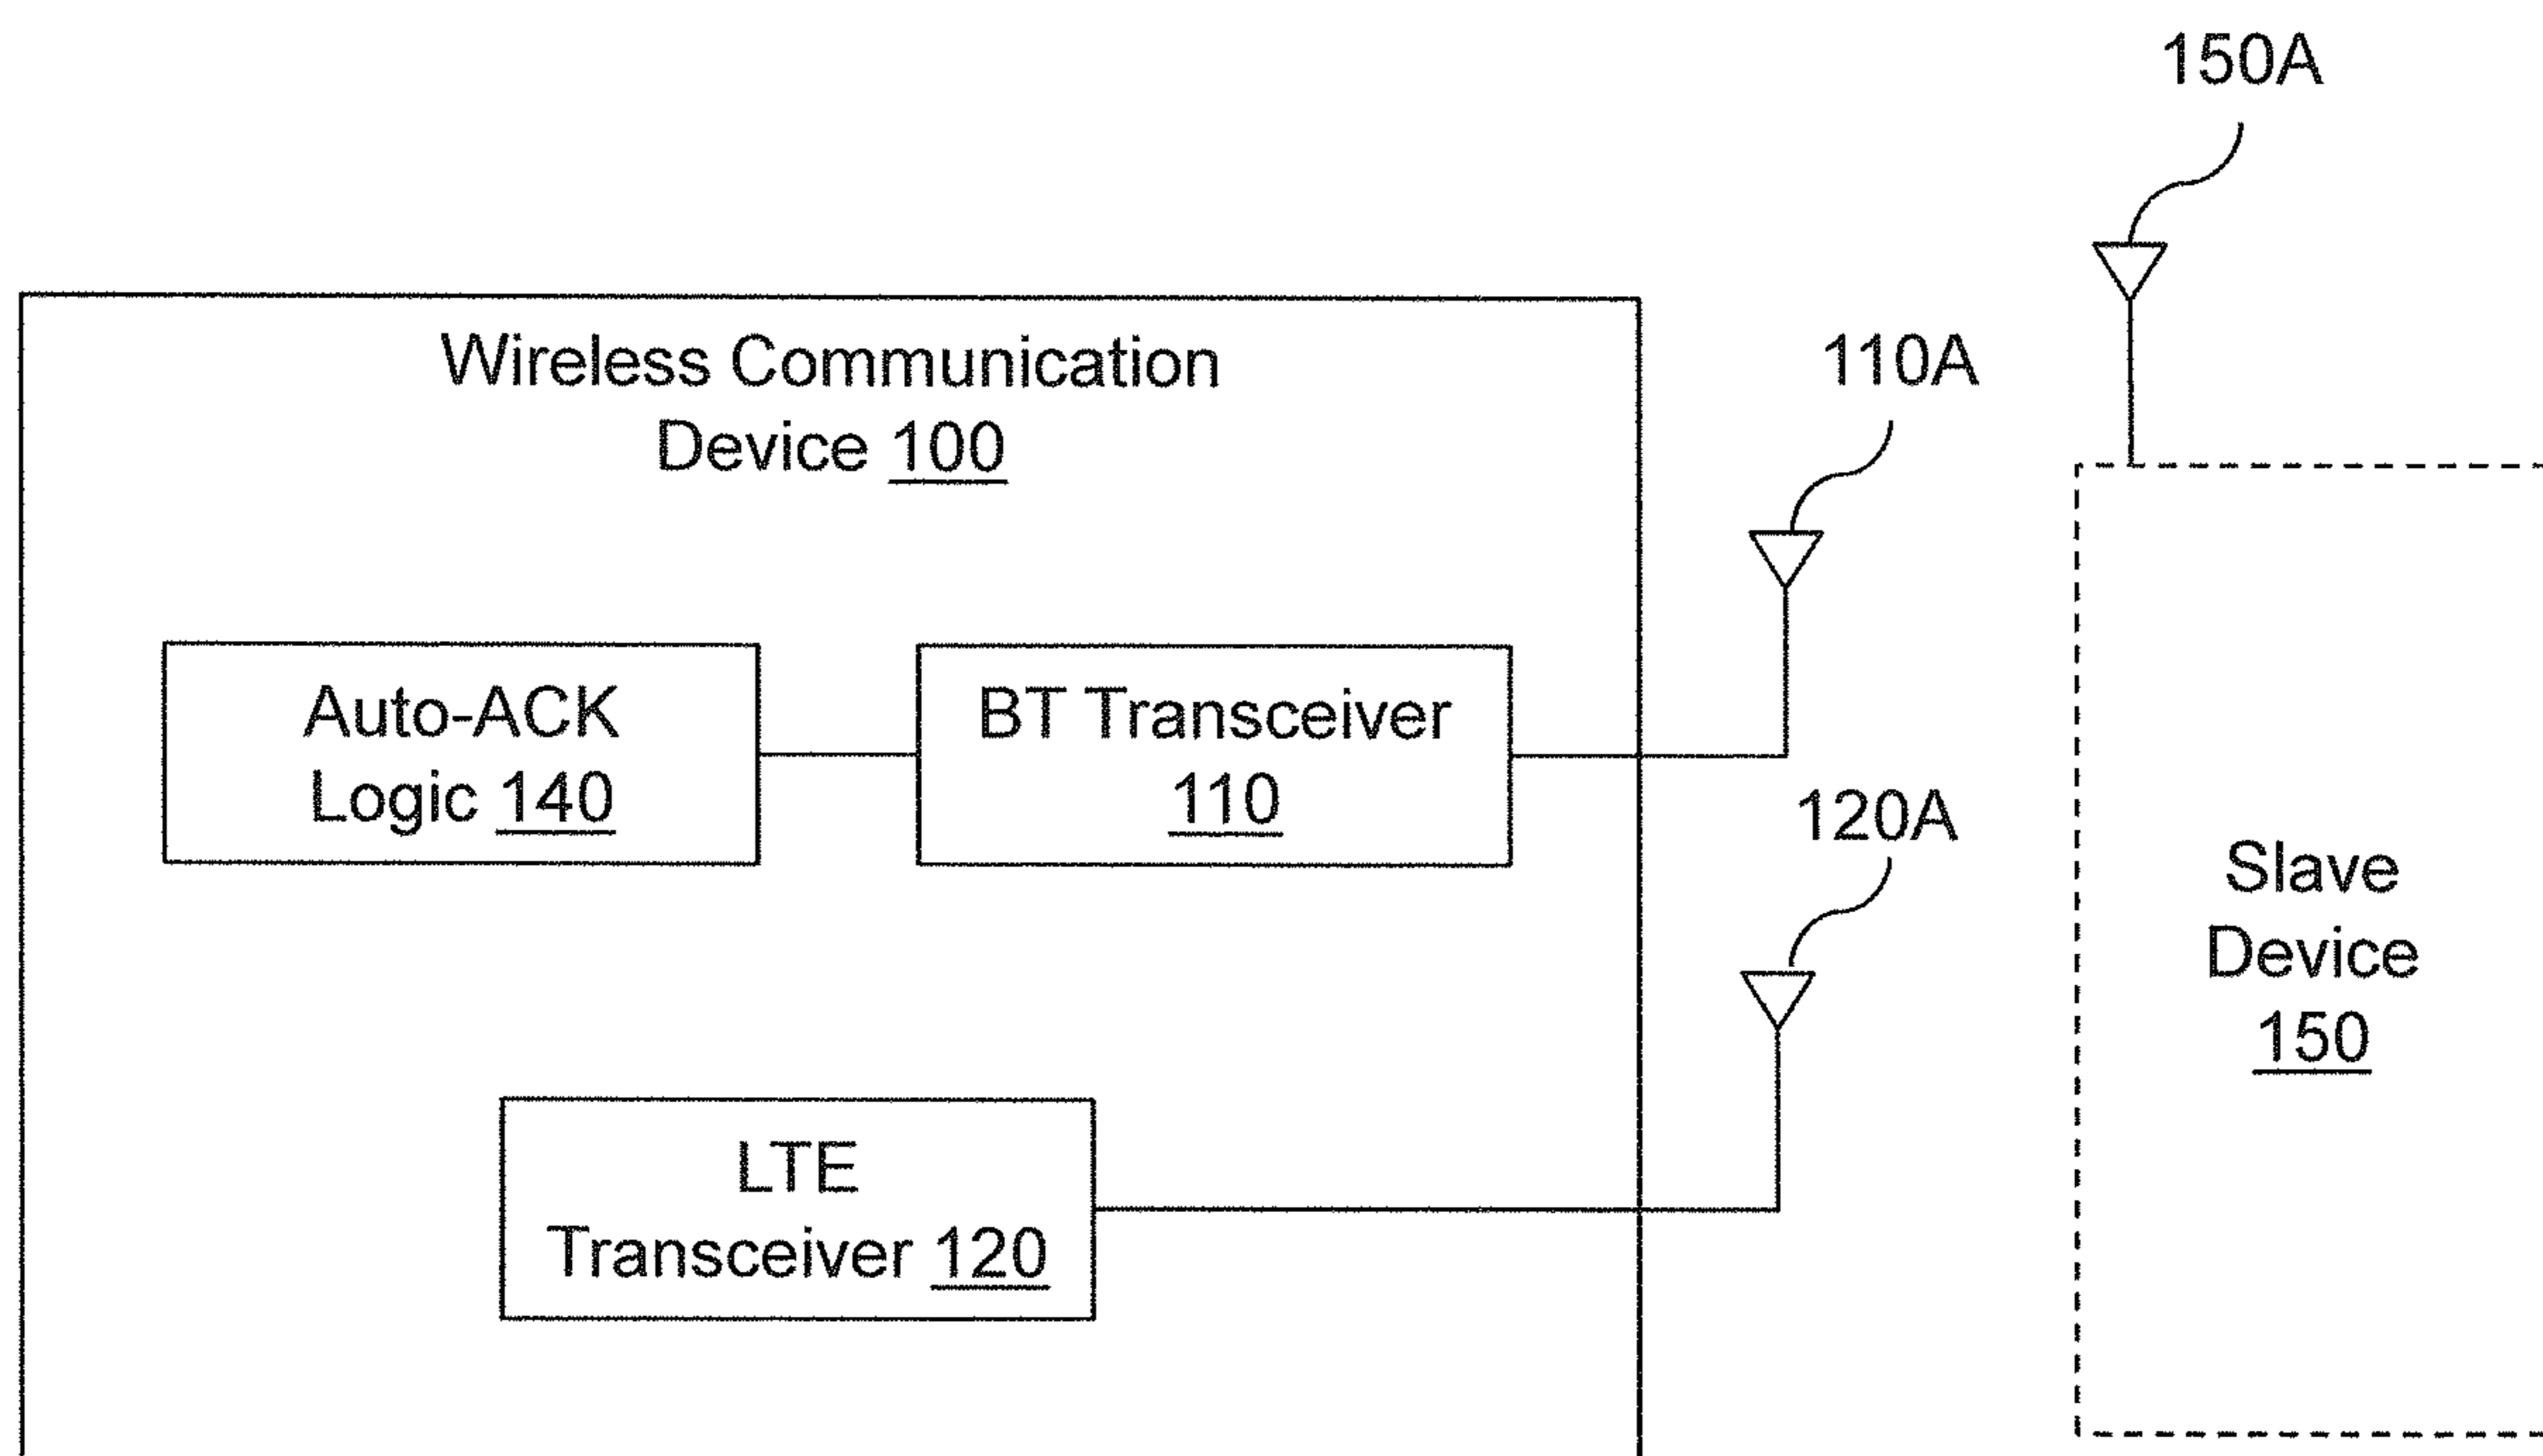 150A
Wireless Communication
Device 100
110A
Auto-ACK
Logic 140
BT Transceiver
110
120A
Slave
Device
150
LTE
Transceiver 120